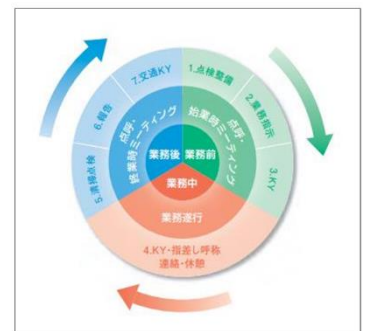 7.交通KY
1.点検整備
6.報告
2.業務指示
点呼・
終業時ミーティング
点呼・
始業時ミーティング
業務後
業務前
5.清掃点検
3.KY
業務中
業務遂行
4.KY・指差し呼称
連絡・休憩